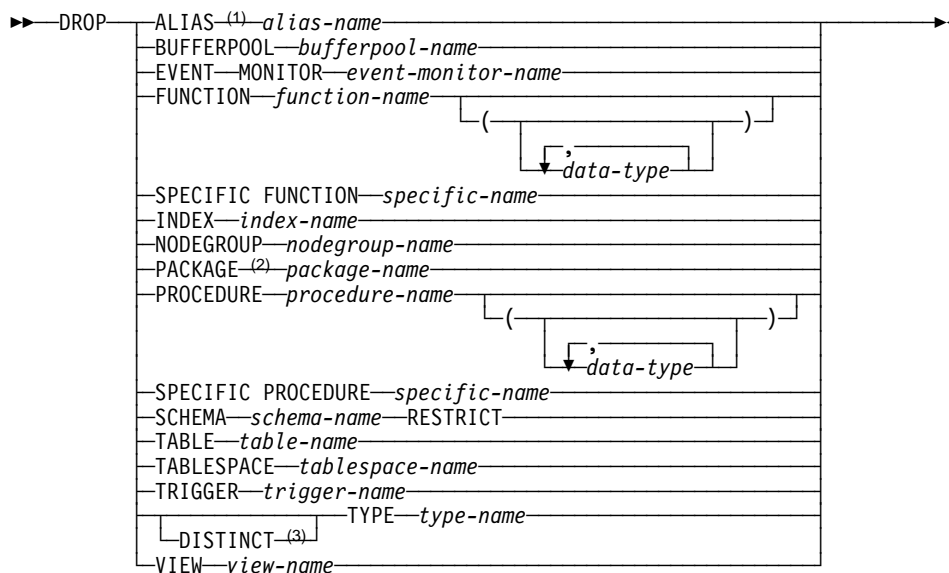 DROP ALIAS (1) alias-name
BUFFERPOOL bufferpool-name
EVENT MONITOR event-monitor-name
FUNCTION function-name
( )
,
data-type
SPECIFIC FUNCTION specific-name
INDEX index-name
NODEGROUP nodegroup-name
PACKAGE (2) package-name
PROCEDURE procedure-name
( )
,
data-type
SPECIFIC PROCEDURE specific-name
SCHEMA schema-name RESTRICT
TABLE table-name
TABLESPACE tablespace-name
TRIGGER trigger-name
TYPE type-name
DISTINCT (3)
VIEW view-name